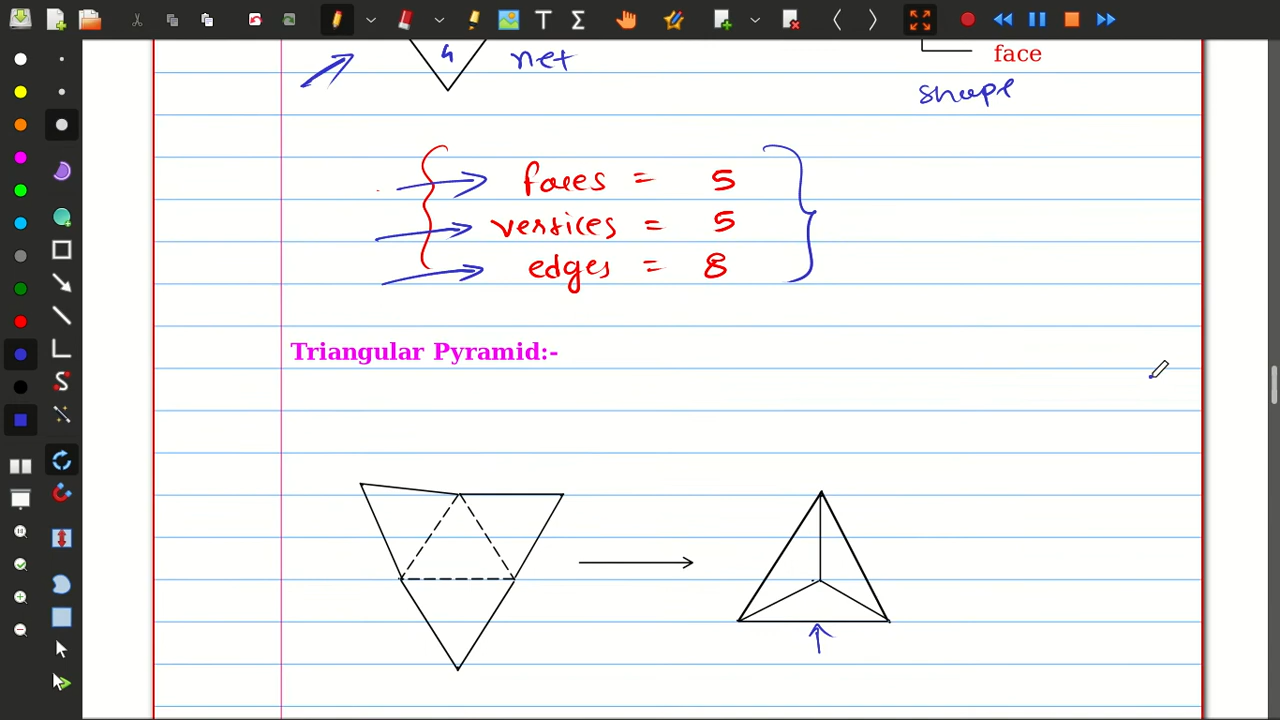 4 net
face
shape
faces = 5
vertices = 5
edges = 8
Triangular Pyramid:-